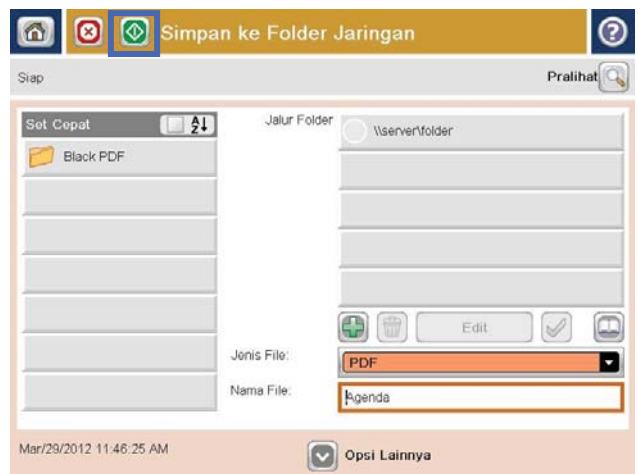 Simpan ke Folder Jaringan
Siap
Pralihat
Set Cepat
Jalur Folder
\\server\folder
Black PDF
Edit
Jenis File:
PDF
Nama File:
Agenda
Mar/29/2012 11:46:25 AM
Opsi Lainnya